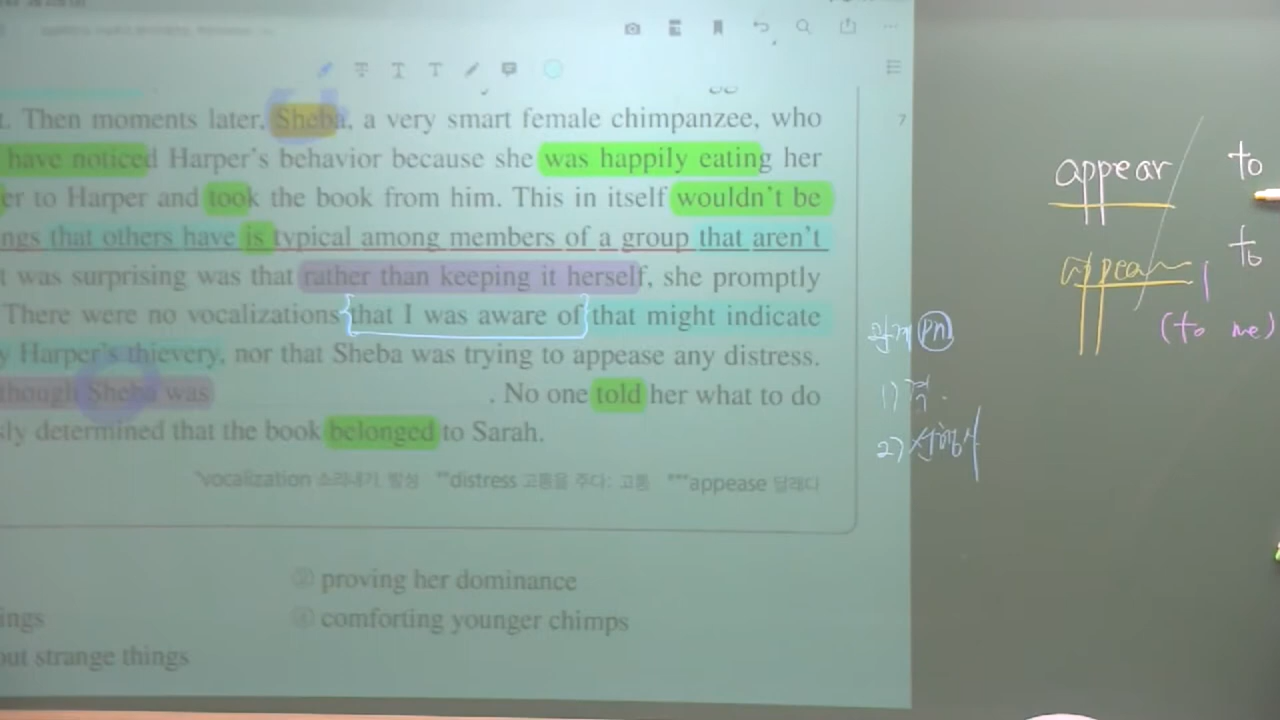 t. Then moments later, Sheba, a very smart female chimpanzee, who
7
have noticed Harper's behavior because she was happily eating her
er to Harper and took the book from him. This in itself wouldn't be
ngs that others have is typical among members of a group that aren't
t was surprising was that rather than keeping it herself, she promptly
There were no vocalizations that I was aware of that might indicate
y Harper's thievery, nor that Sheba was trying to appease any distress.
though Sheba was . No one told her what to do
sly determined that the book belonged to Sarah.
*vocalization 소리내기, 발성 **distress 고통을 주다; 고통 ***appease 달래다
② proving her dominance
ings
④ comforting younger chimps
out strange things
관계 pn
1) 격.
2) 선행사
appear to
appear to
(to me)